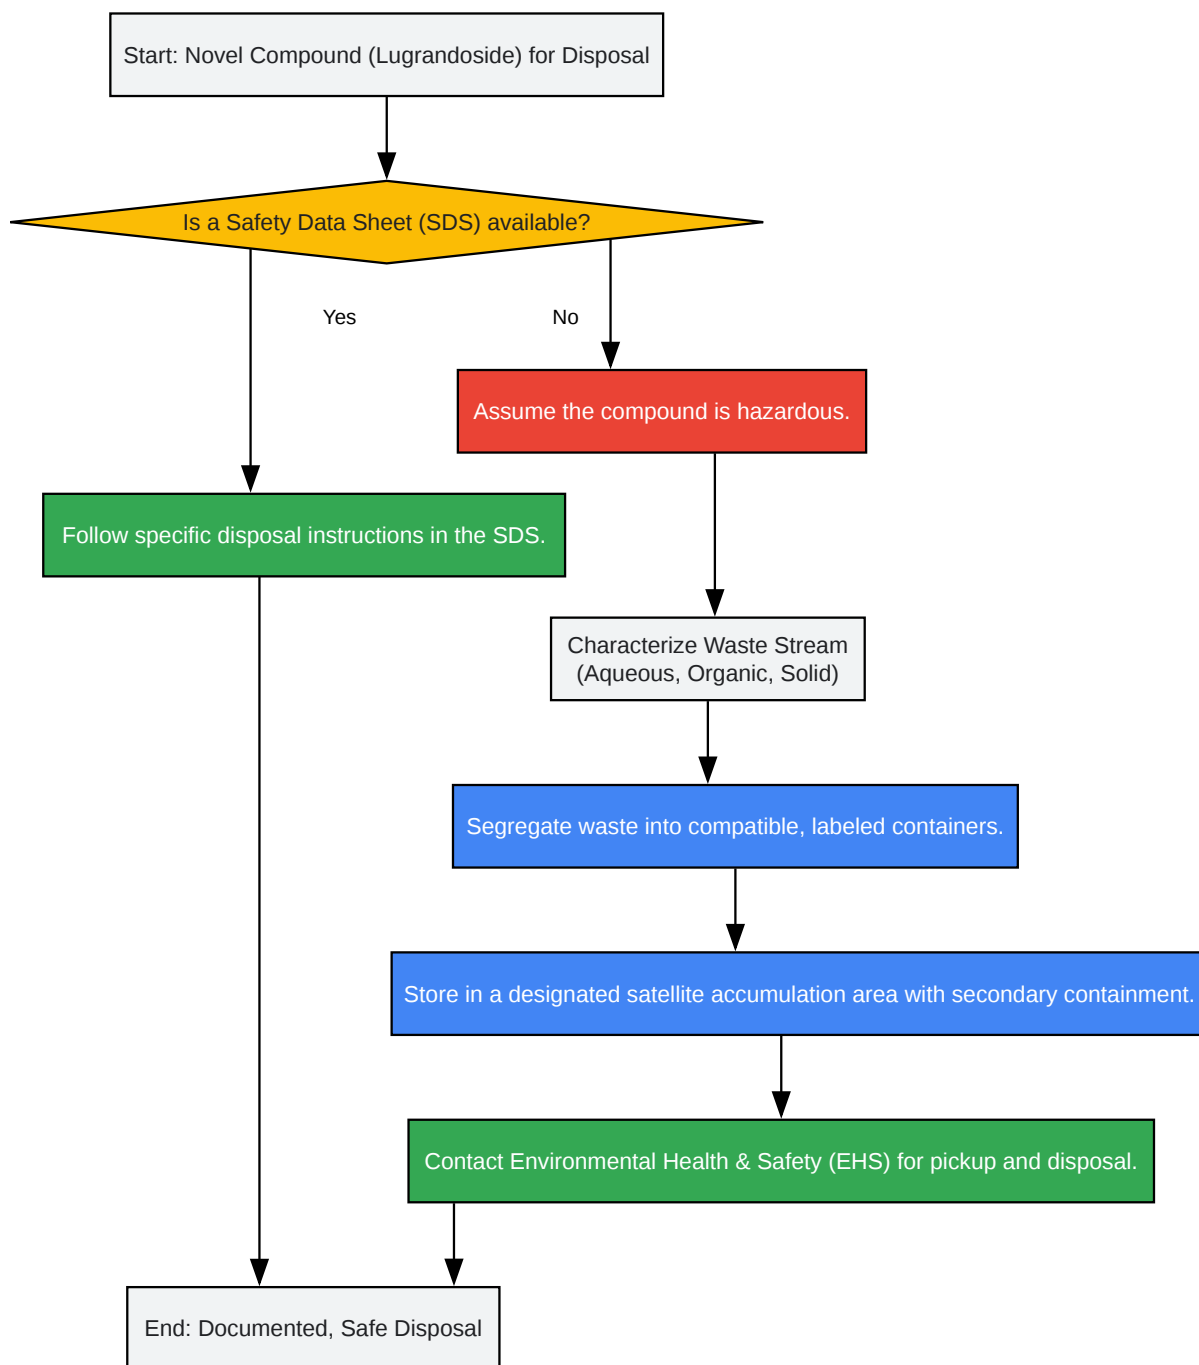 Start: Novel Compound (Lugrandoside) for Disposal
Is a Safety Data Sheet (SDS) available?
Yes
No
Assume the compound is hazardous.
Follow specific disposal instructions in the SDS.
Characterize Waste Stream
(Aqueous, Organic, Solid)
Segregate waste into compatible, labeled containers.
Store in a designated satellite accumulation area with secondary containment.
Contact Environmental Health & Safety (EHS) for pickup and disposal.
End: Documented, Safe Disposal